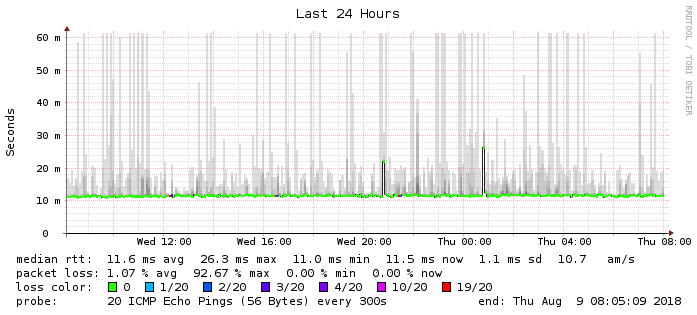 Last 24 Hours
RRDTOOL / TOBI OETIKER
Seconds
60 m
50 m
40 m
30 m
20 m
10 m
0
Wed 12:00 Wed 16:00 Wed 20:00 Thu 00:00 Thu 04:00 Thu 08:00
median rtt: 11.6 ms avg 26.3 ms max 11.0 ms min 11.5 ms now 1.1 ms sd 10.7 am/s
packet loss: 1.07 % avg 92.67 % max 0.00 % min 0.00 % now
loss color: 0 1/20 2/20 3/20 4/20 10/20 19/20
probe: 20 ICMP Echo Pings (56 Bytes) every 300s end: Thu Aug 9 08:05:09 2018